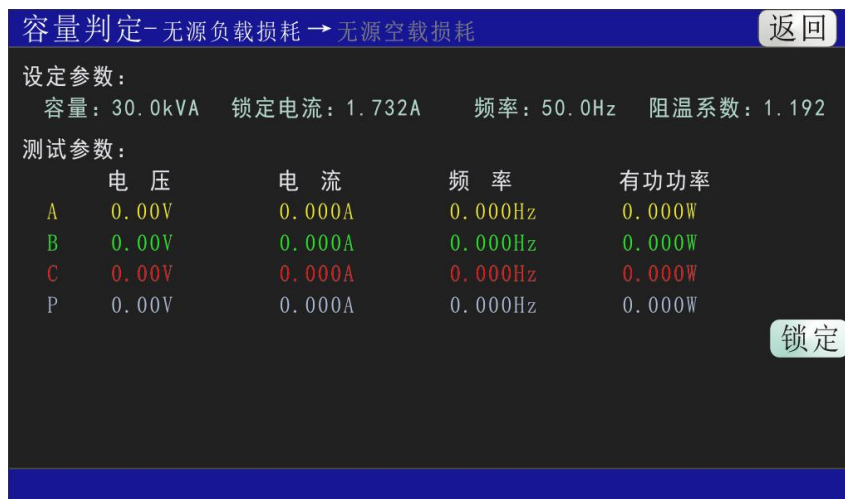 容量判定-无源负载损耗→无源空载损耗 返回
设定参数:
容量: 30.0kVA 锁定电流: 1.732A 频率: 50.0Hz 阻温系数: 1.192
测试参数:
电 压 电 流 频 率 有功功率
A 0.00V 0.000A 0.000Hz 0.000W
B 0.00V 0.000A 0.000Hz 0.000W
C 0.00V 0.000A 0.000Hz 0.000W
P 0.00V 0.000A 0.000Hz 0.000W
锁定